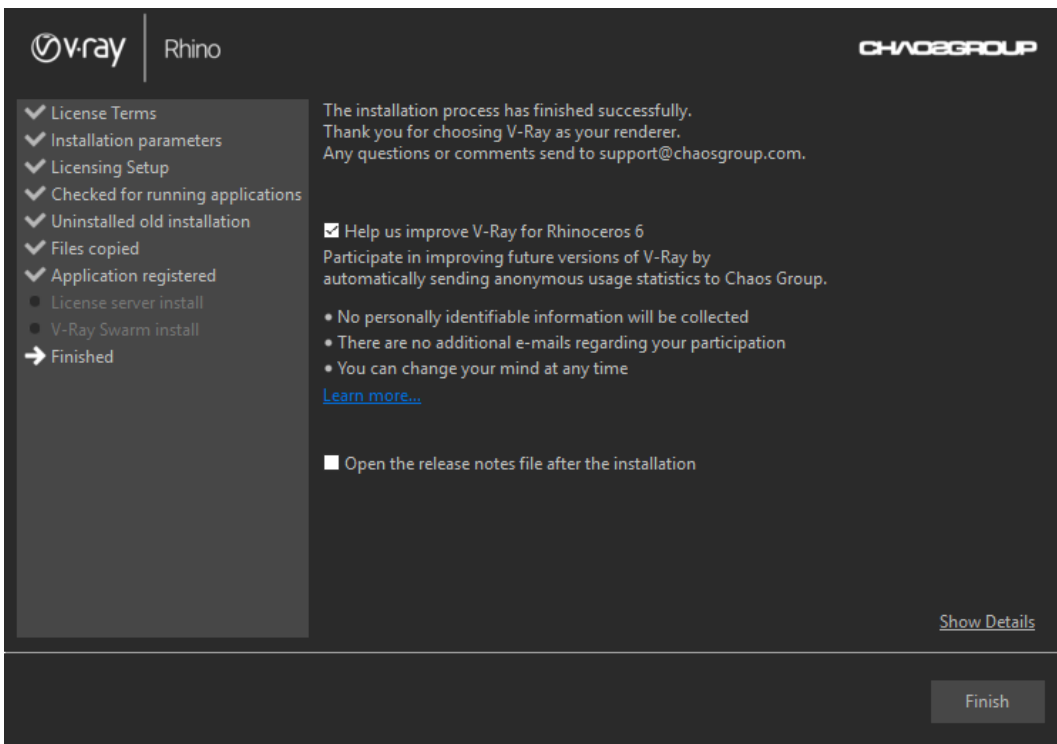 v·ray
Rhino
CHAOSGROUP
License Terms
Installation parameters
Licensing Setup
Checked for running applications
Uninstalled old installation
Files copied
Application registered
License server install
V-Ray Swarm install
Finished
The installation process has finished successfully.
Thank you for choosing V-Ray as your renderer.
Any questions or comments send to support@chaosgroup.com.
Help us improve V-Ray for Rhinoceros 6
Participate in improving future versions of V-Ray by
automatically sending anonymous usage statistics to Chaos Group.
• No personally identifiable information will be collected
• There are no additional e-mails regarding your participation
• You can change your mind at any time
Learn more...
Open the release notes file after the installation
Show Details
Finish